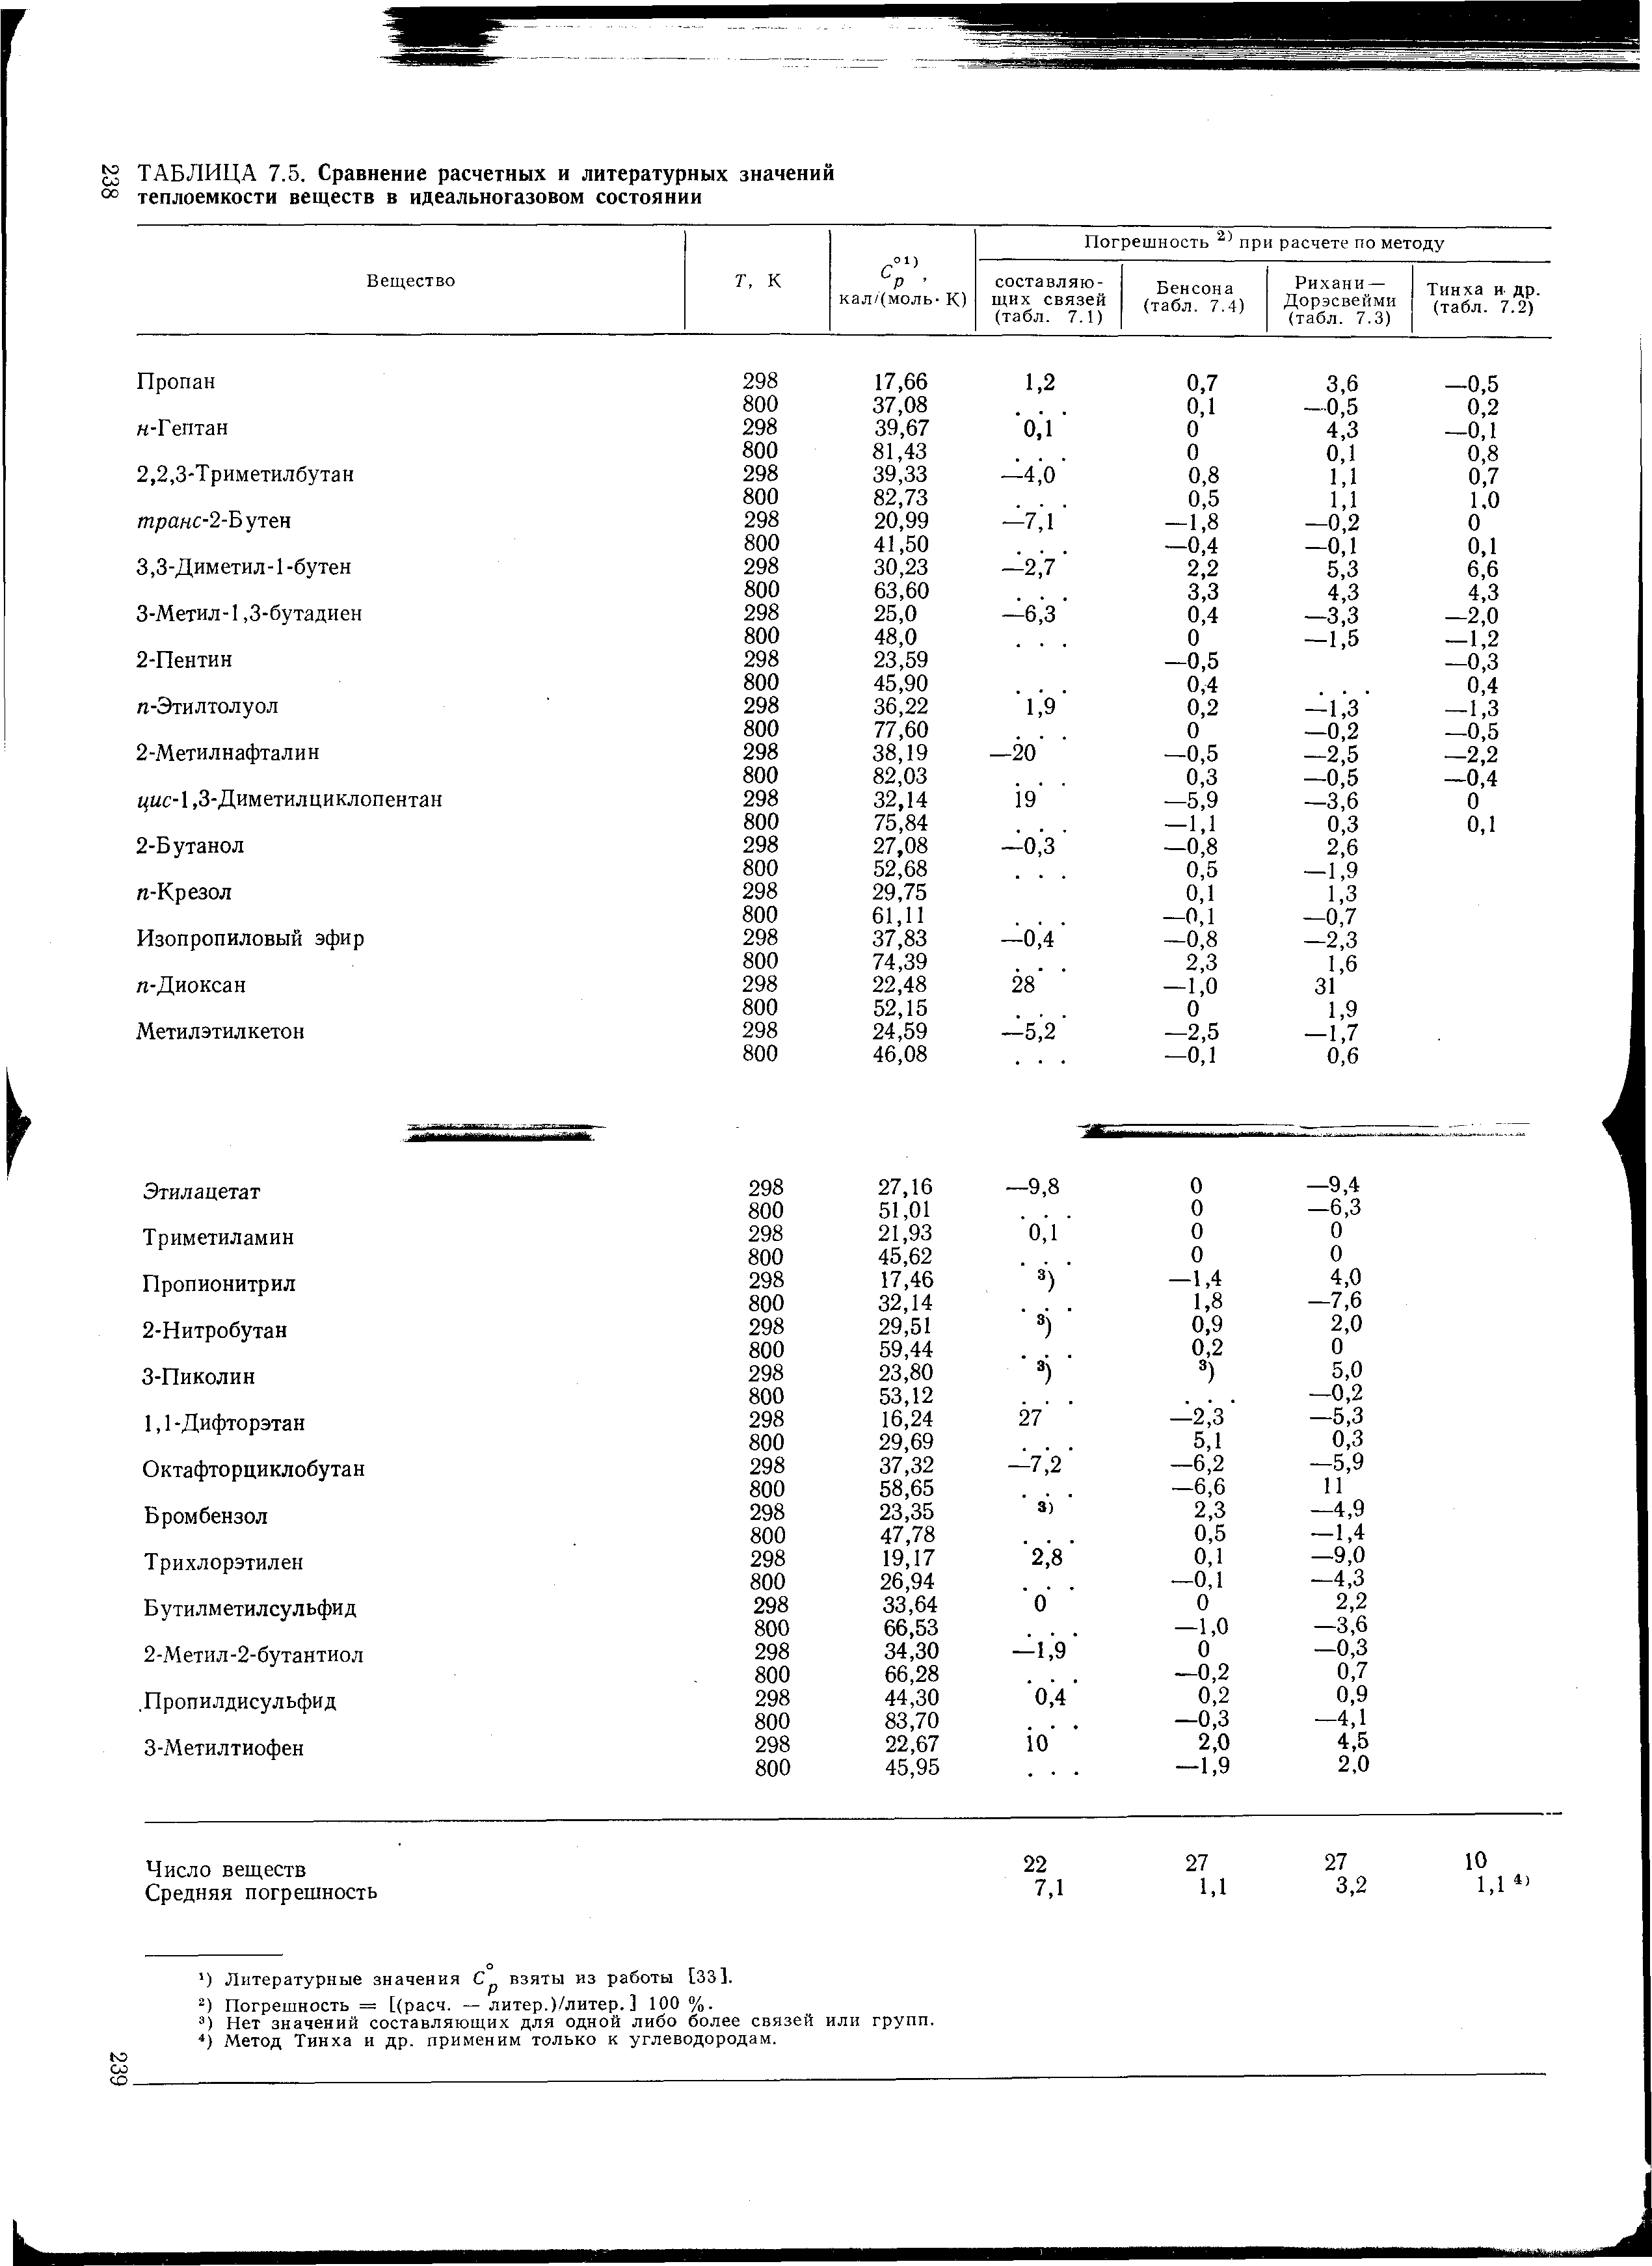 238
ТАБЛИЦА 7.5. Сравнение расчетных и литературных значений
теплоемкости веществ в идеальногазовом состоянии
Вещество T, К C°p ¹⁾, кал/(моль·К) Погрешность ²⁾ при расчете по методу
составляющих связей (табл. 7.1) Бенсона (табл. 7.4) Рихани— Дорэсвейми (табл. 7.3) Тинха и др. (табл. 7.2)
Пропан 298 17,66 1,2 0,7 3,6 —0,5
800 37,08 . . . 0,1 —0,5 0,2
н-Гептан 298 39,67 0,1 0 4,3 —0,1
800 81,43 . . . 0 0,1 0,8
2,2,3-Триметилбутан 298 39,33 —4,0 0,8 1,1 0,7
800 82,73 . . . 0,5 1,1 1,0
транс-2-Бутен 298 20,99 —7,1 —1,8 —0,2 0
800 41,50 . . . —0,4 —0,1 0,1
3,3-Диметил-1-бутен 298 30,23 —2,7 2,2 5,3 6,6
800 63,60 . . . 3,3 4,3 4,3
3-Метил-1,3-бутадиен 298 25,0 —6,3 0,4 —3,3 —2,0
800 48,0 . . . 0 —1,5 —1,2
2-Пентин 298 23,59 —0,5 —0,3
800 45,90 . . . 0,4 . . . 0,4
п-Этилтолуол 298 36,22 1,9 0,2 —1,3 —1,3
800 77,60 . . . 0 —0,2 —0,5
2-Метилнафталин 298 38,19 —20 —0,5 —2,5 —2,2
800 82,03 . . . 0,3 —0,5 —0,4
цис-1,3-Диметилциклопентан 298 32,14 19 —5,9 —3,6 0
800 75,84 . . . —1,1 0,3 0,1
2-Бутанол 298 27,08 —0,3 —0,8 2,6
800 52,68 . . . 0,5 —1,9
п-Крезол 298 29,75 0,1 1,3
800 61,11 . . . —0,1 —0,7
Изопропиловый эфир 298 37,83 —0,4 —0,8 —2,3
800 74,39 . . . 2,3 1,6
п-Диоксан 298 22,48 28 —1,0 31
800 52,15 . . . 0 1,9
Метилэтилкетон 298 24,59 —5,2 —2,5 —1,7
800 46,08 . . . —0,1 0,6
Этилацетат 298 27,16 —9,8 0 —9,4
800 51,01 . . . 0 —6,3
Триметиламин 298 21,93 0,1 0 0
800 45,62 . . . 0 0
Пропионитрил 298 17,46 ³⁾ —1,4 4,0
800 32,14 . . . 1,8 —7,6
2-Нитробутан 298 29,51 ³⁾ 0,9 2,0
800 59,44 . . . 0,2 0
3-Пиколин 298 23,80 ³⁾ ³⁾ 5,0
800 53,12 . . . . . . —0,2
1,1-Дифторэтан 298 16,24 27 —2,3 —5,3
800 29,69 . . . 5,1 0,3
Октафторциклобутан 298 37,32 —7,2 —6,2 —5,9
800 58,65 . . . —6,6 11
Бромбензол 298 23,35 ³⁾ 2,3 —4,9
800 47,78 . . . 0,5 —1,4
Трихлорэтилен 298 19,17 2,8 0,1 —9,0
800 26,94 . . . —0,1 —4,3
Бутилметилсульфид 298 33,64 0 0 2,2
800 66,53 . . . —1,0 —3,6
2-Метил-2-бутантиол 298 34,30 —1,9 0 —0,3
800 66,28 . . . —0,2 0,7
Пропилдисульфид 298 44,30 0,4 0,2 0,9
800 83,70 . . . —0,3 —4,1
3-Метилтиофен 298 22,67 10 2,0 4,5
800 45,95 . . . —1,9 2,0
Число веществ 22 27 27 10
Средняя погрешность 7,1 1,1 3,2 1,1 ⁴⁾
¹) Литературные значения C°p взяты из работы [33].
²) Погрешность = [(расч. — литер.)/литер.] 100 %.
³) Нет значений составляющих для одной либо более связей или групп.
⁴) Метод Тинха и др. применим только к углеводородам.
239